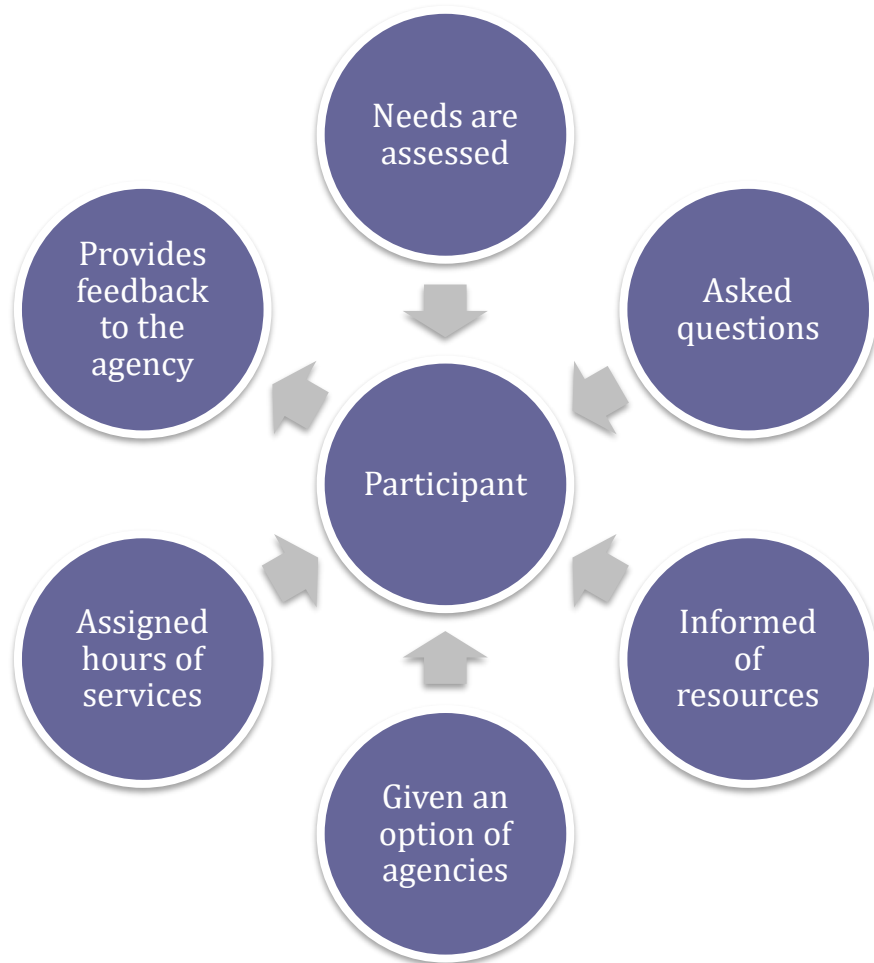 Needs are
assessed
Provides
feedback
to the
agency
Asked
questions
Participant
Assigned
hours of
services
Informed
of
resources
Given an
option of
agencies